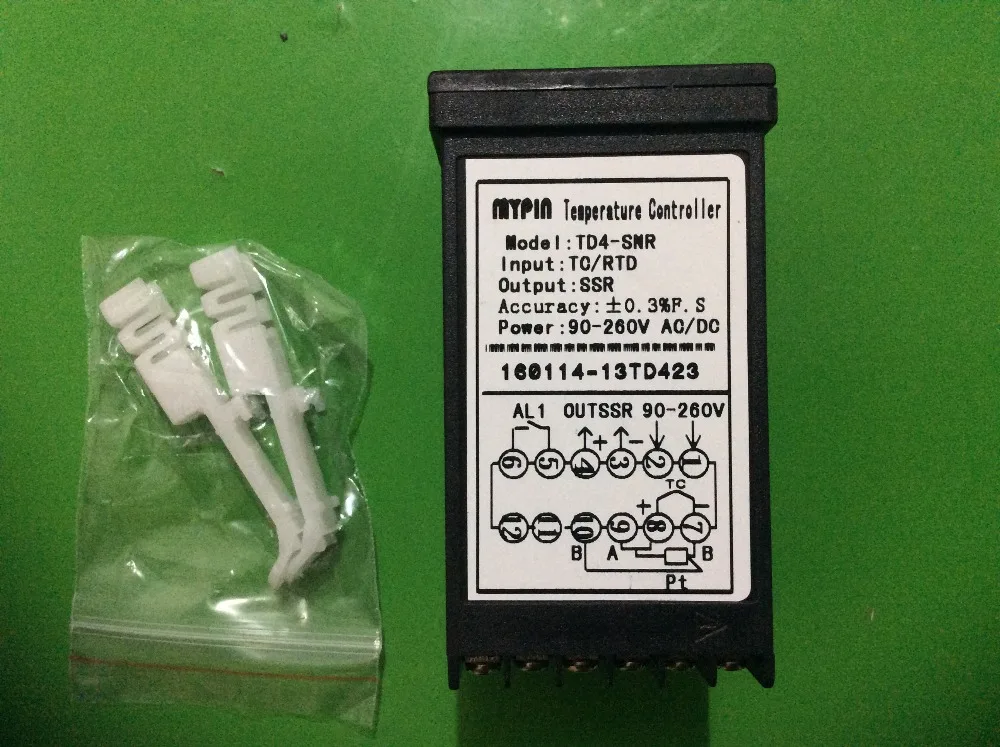 MYPIN Temperature Controller
Model:TD4-SNR
Input:TC/RTD
Output:SSR
Accuracy:±0.3%F.S
Power:90-260V AC/DC
160114-13TD423
AL1 OUTSSR 90-260V
+ −
6 5 4 3 2 1
TC
+ −
12 11 10 9 8 7
B A B
Pt